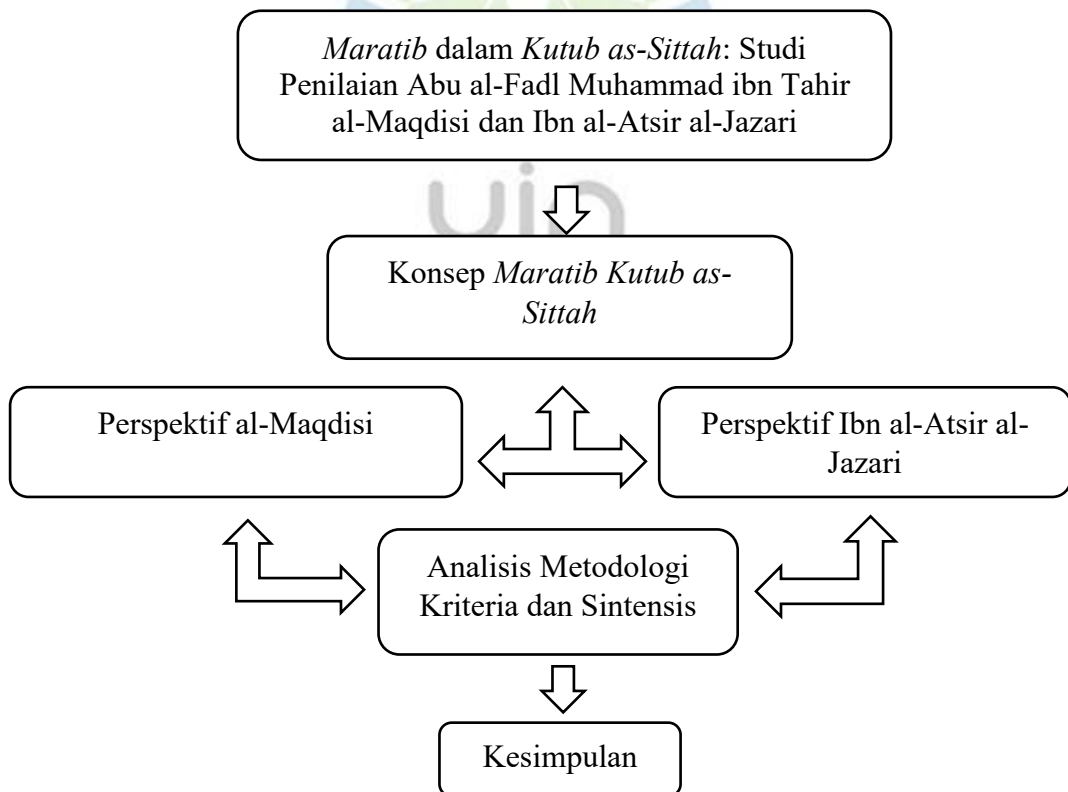 Maratib dalam Kutub as-Sittah: Studi
Penilaian Abu al-Fadl Muhammad ibn Tahir
al-Maqdisi dan Ibn al-Atsir al-Jazari
uin
Konsep Maratib Kutub as-
Sittah
Perspektif al-Maqdisi
Perspektif Ibn al-Atsir al-
Jazari
Analisis Metodologi
Kriteria dan Sintensis
Kesimpulan